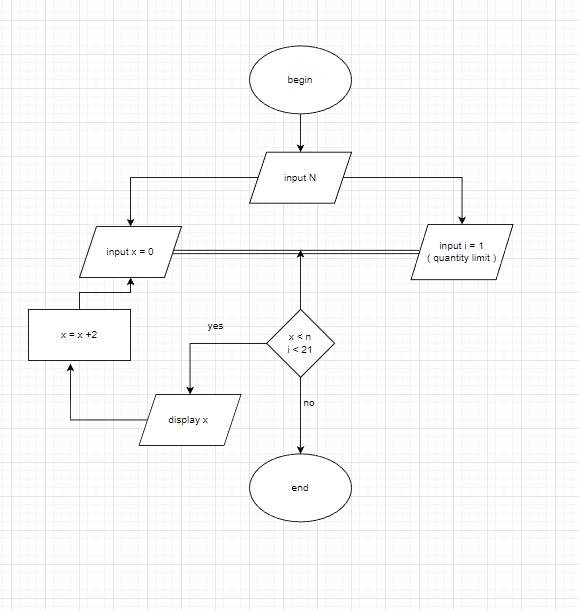 begin
input N
input x = 0
input i = 1
( quantity limit )
yes
x = x +2
x < n
i < 21
no
display x
end